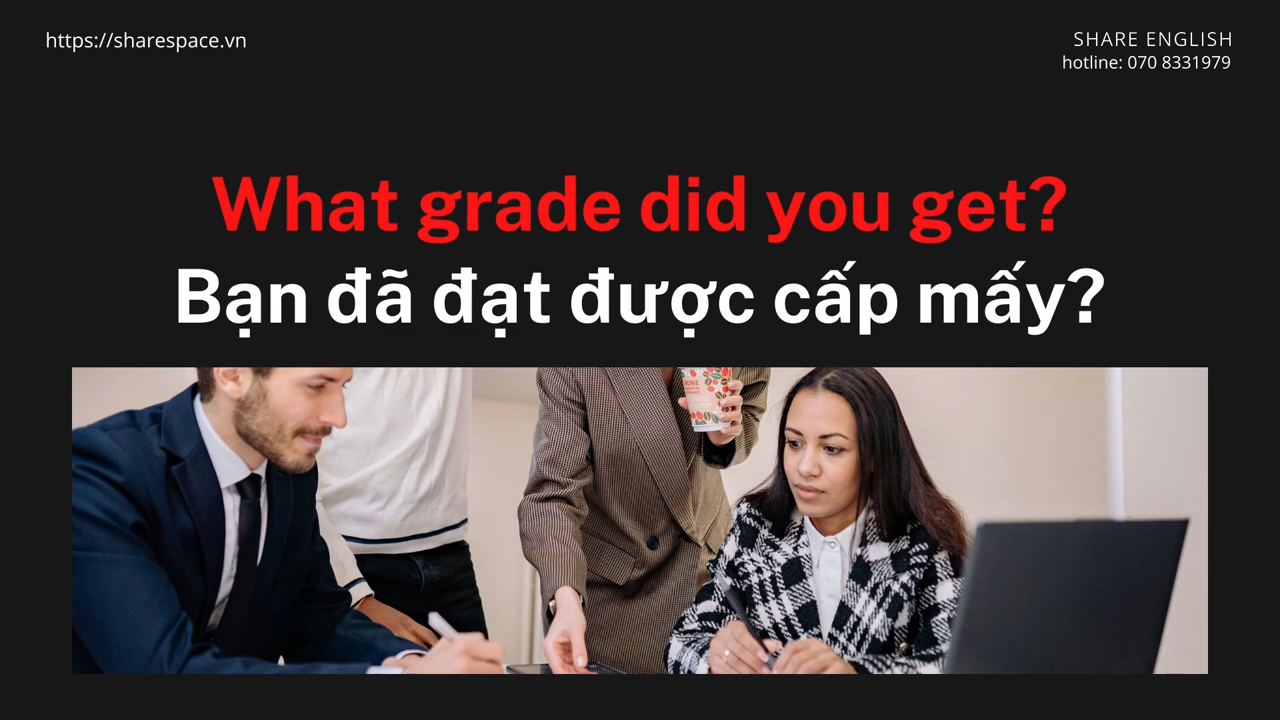 https://sharespace.vn
SHARE ENGLISH
hotline: 070 8331979
What grade did you get?
Bạn đã đạt được cấp mấy?